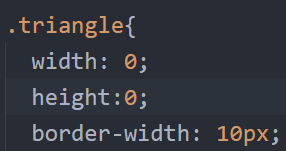 .triangle{
width: 0;
height:0;
border-width: 10px;